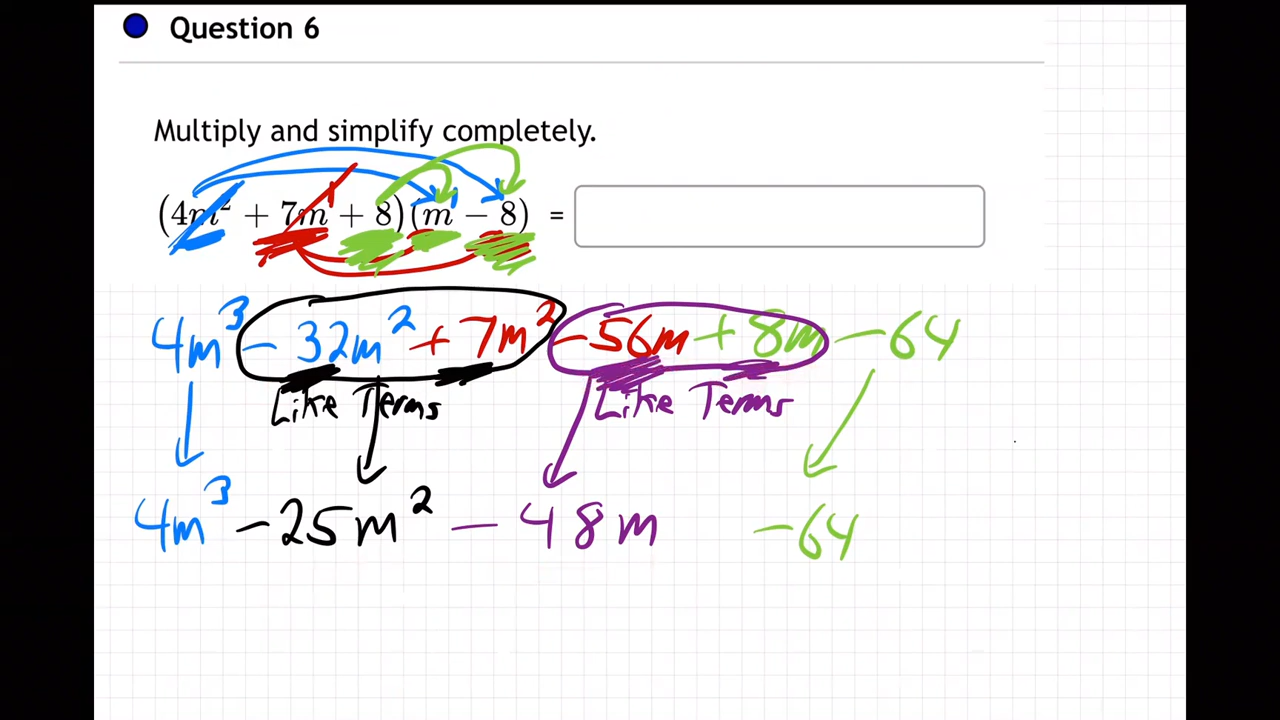 Question 6
Multiply and simplify completely.
(4m² + 7m + 8)(m − 8) =
4m³ − 32m² + 7m² − 56m + 8m − 64
Like Terms Like Terms
4m³ − 25m² − 48m − 64